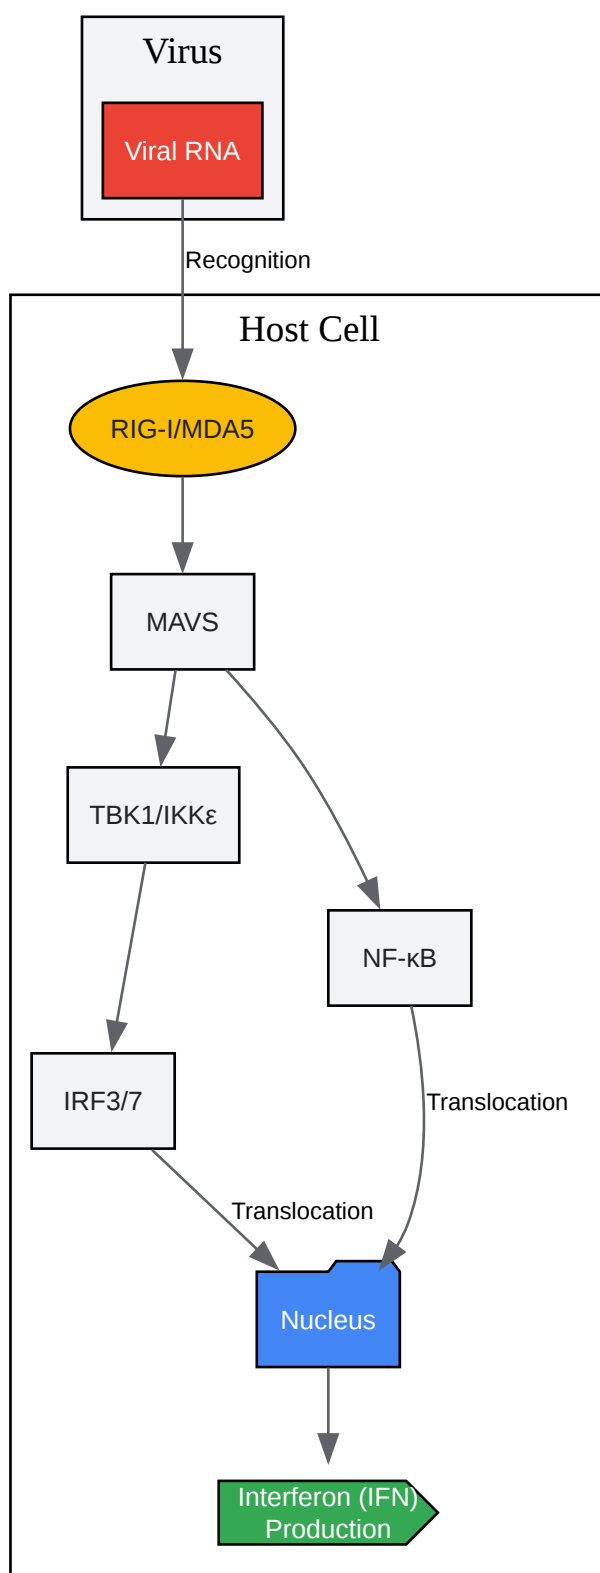 Virus
Viral RNA
Recognition
Host Cell
RIG-I/MDA5
MAVS
TBK1/IKKε
NF-κB
IRF3/7
Translocation
Translocation
Nucleus
Interferon (IFN)
Production